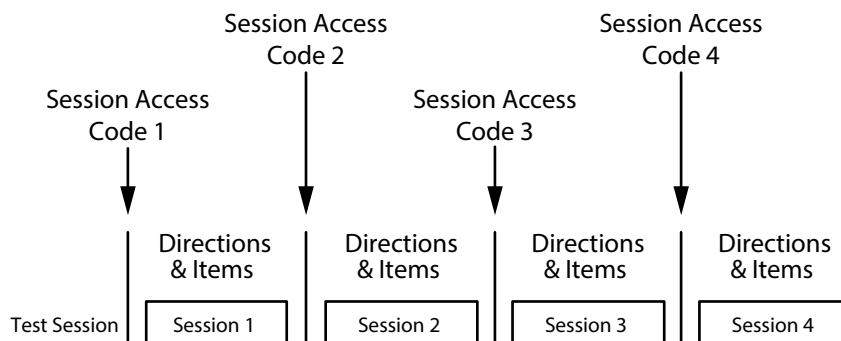 Session Access
Code 2
Session Access
Code 4
Session Access
Code 1
Session Access
Code 3
Directions
& Items
Directions
& Items
Directions
& Items
Directions
& Items
Test Session
Session 1
Session 2
Session 3
Session 4